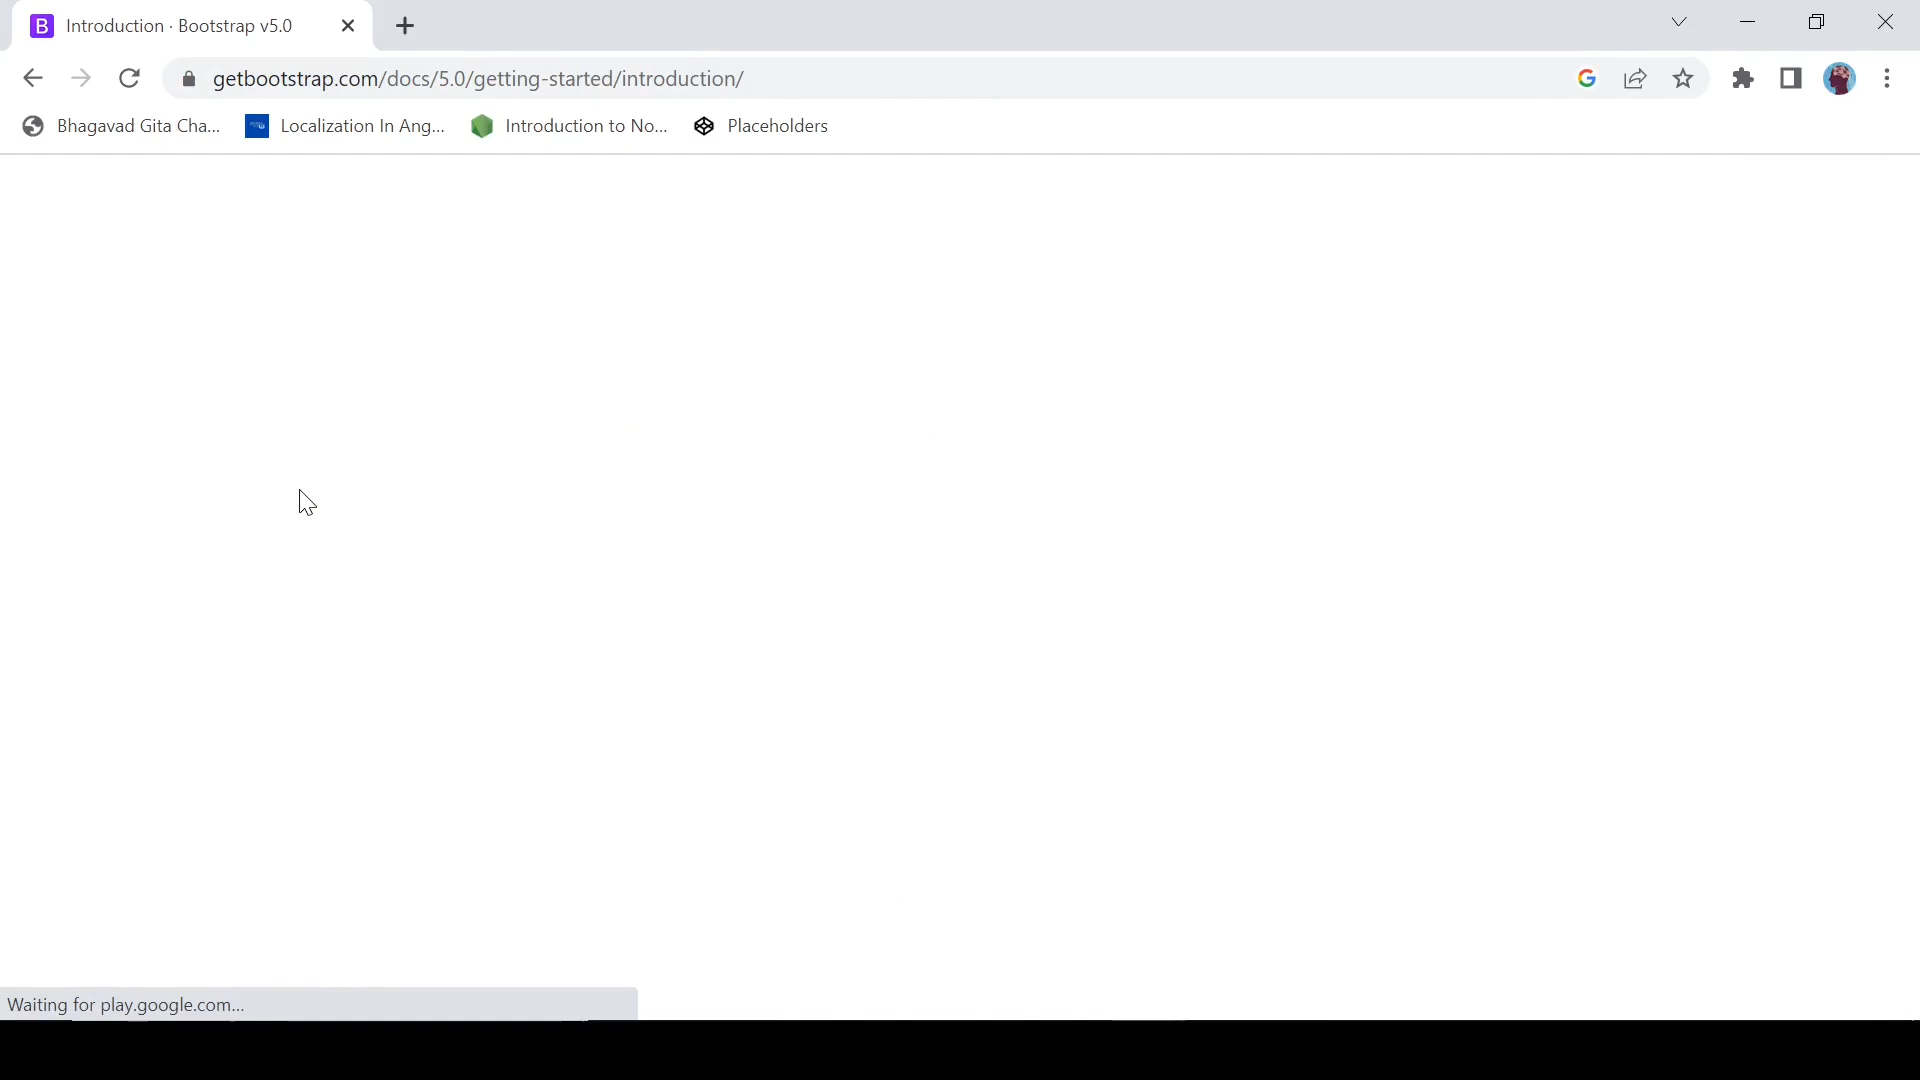 Introduction · Bootstrap v5.0
getbootstrap.com/docs/5.0/getting-started/introduction/
Bhagavad Gita Cha...
Localization In Ang...
Introduction to No...
Placeholders
Waiting for play.google.com...